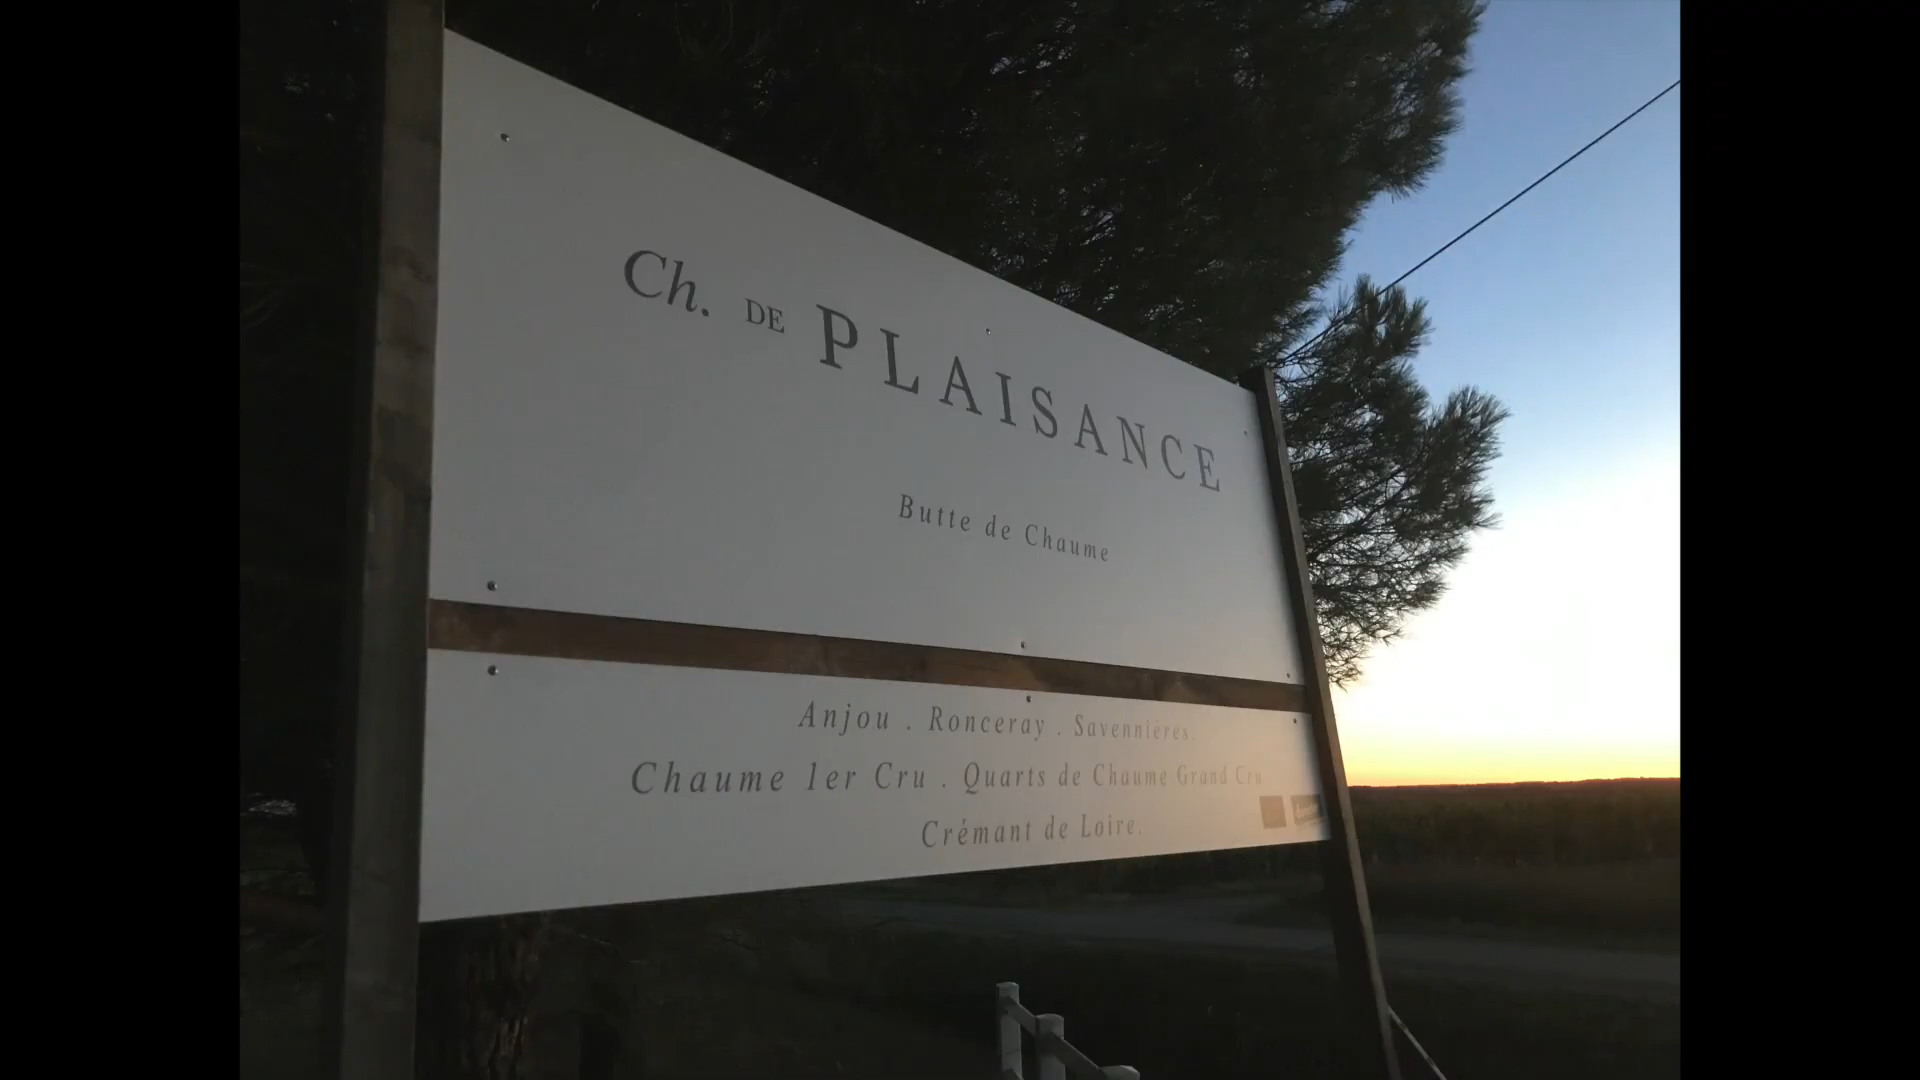 Ch. DE PLAISANCE
Butte de Chaume
Anjou . Ronceray . Savennières.
Chaume 1er Cru . Quarts de Chaume Grand Cru
Crémant de Loire.